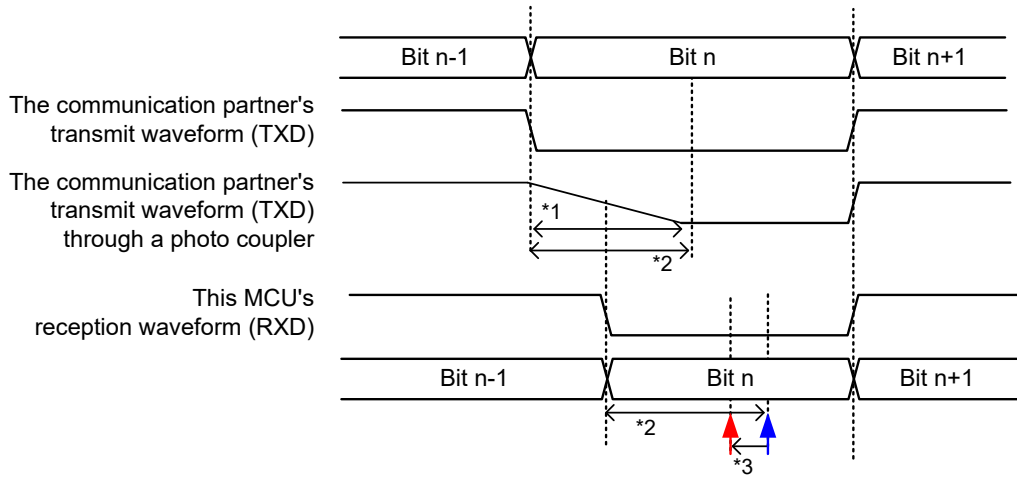 Bit n-1 Bit n Bit n+1
The communication partner's
transmit waveform (TXD)
The communication partner's
transmit waveform (TXD)
through a photo coupler
*1
*2
This MCU's
reception waveform (RXD)
Bit n-1 Bit n Bit n+1
*2
*3